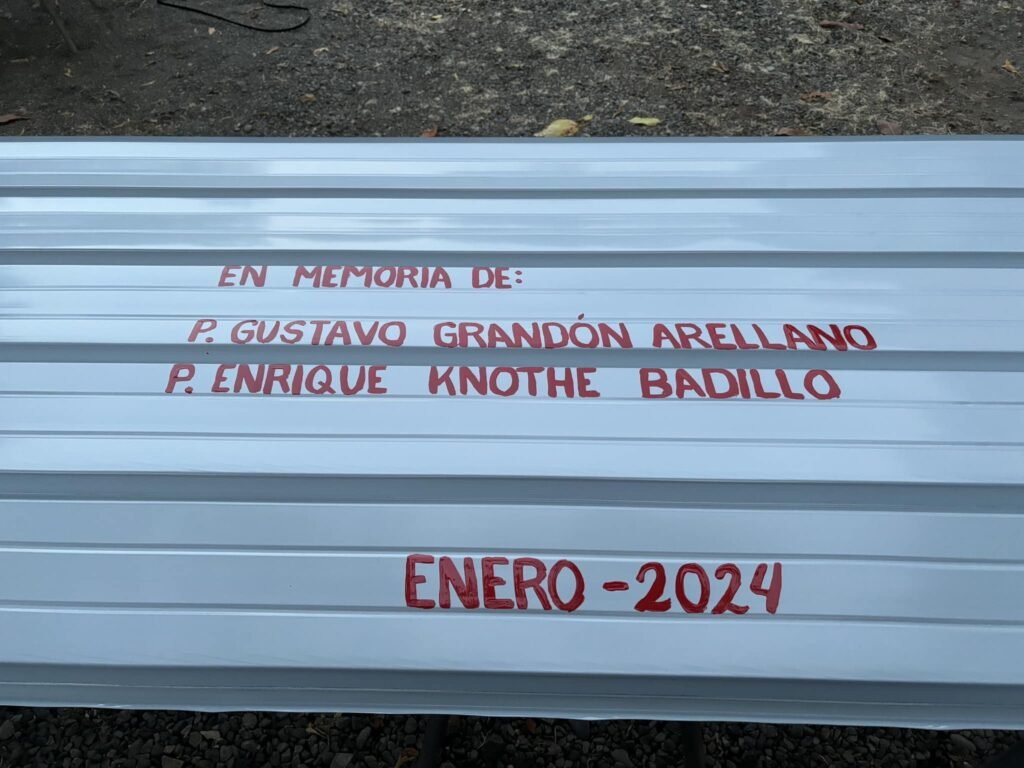 EN MEMORIA DE:
P. GUSTAVO GRANDÓN ARELLANO
P. ENRIQUE KNOTHE BADILLO
ENERO - 2024